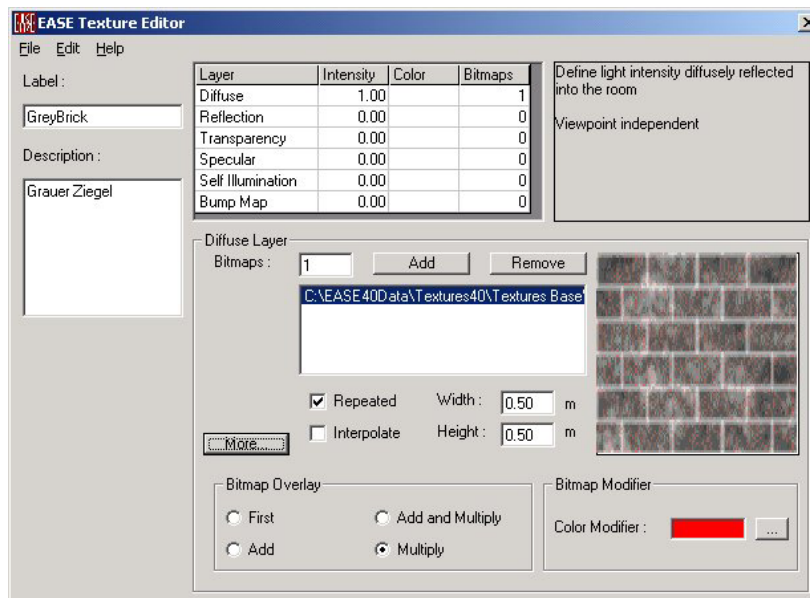 EASE Texture Editor
File Edit Help
Label :
GreyBrick
Description :
Grauer Ziegel
Layer Intensity Color Bitmaps
Diffuse 1.00 1
Reflection 0.00 0
Transparency 0.00 0
Specular 0.00 0
Self Illumination 0.00 0
Bump Map 0.00 0
Define light intensity diffusely reflected
into the room
Viewpoint independent
Diffuse Layer
Bitmaps : 1 Add Remove
C:\EASE40Data\Textures40\Textures Base\
Repeated Width : 0.50 m
Interpolate Height : 0.50 m
More...
Bitmap Overlay
First Add and Multiply
Add Multiply
Bitmap Modifier
Color Modifier : ...